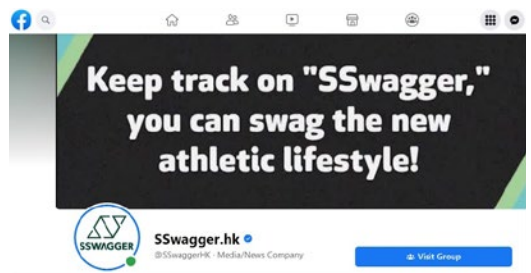 Keep track on "SSwagger,"
you can swag the new
athletic lifestyle!
SSWAGGER
SSwagger.hk
@SSwaggerHK · Media/News Company
Visit Group